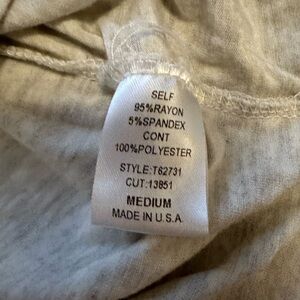 SELF
95%RAYON
5%SPANDEX
CONT
100%POLYESTER
STYLE:T62731
CUT:13851
MEDIUM
MADE IN U.S.A.